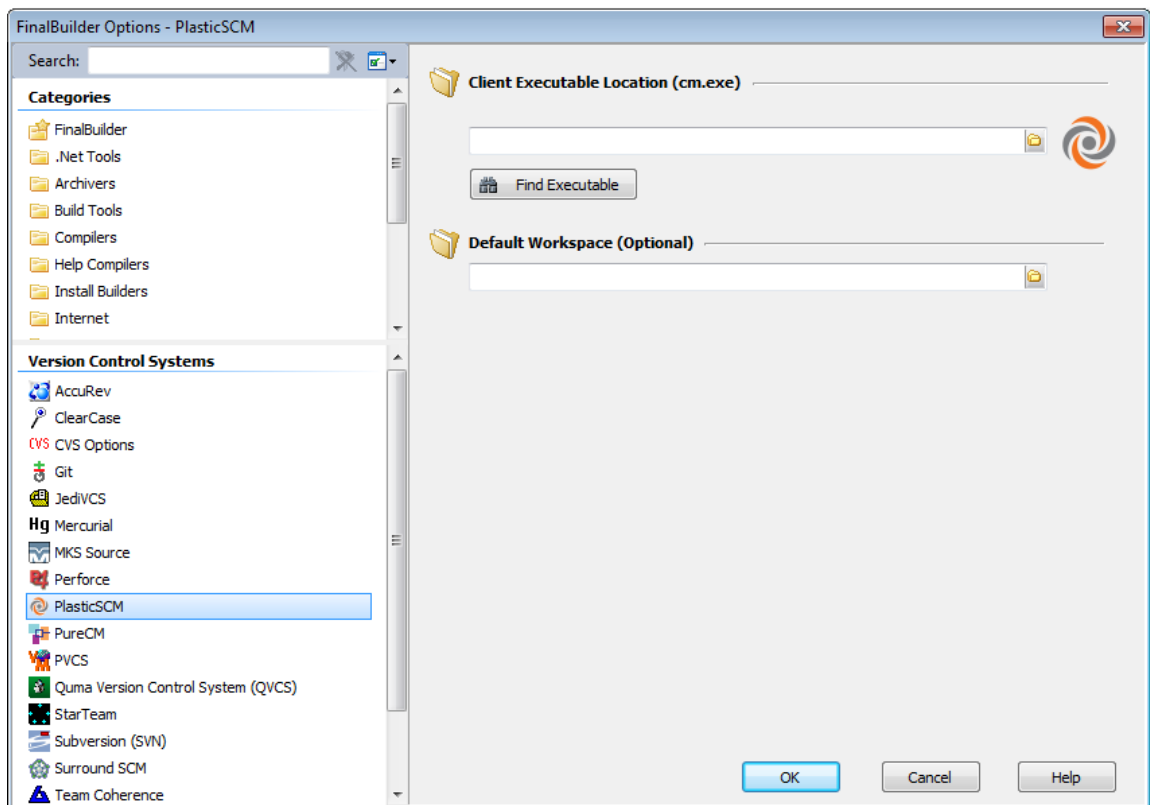 FinalBuilder Options - PlasticSCM
Search:
Categories
FinalBuilder
.Net Tools
Archivers
Build Tools
Compilers
Help Compilers
Install Builders
Internet
Version Control Systems
AccuRev
ClearCase
CVS CVS Options
Git
JediVCS
Hg Mercurial
MKS Source
Perforce
PlasticSCM
PureCM
PVCS
Quma Version Control System (QVCS)
StarTeam
Subversion (SVN)
Surround SCM
Team Coherence
Client Executable Location (cm.exe)
Find Executable
Default Workspace (Optional)
OK
Cancel
Help